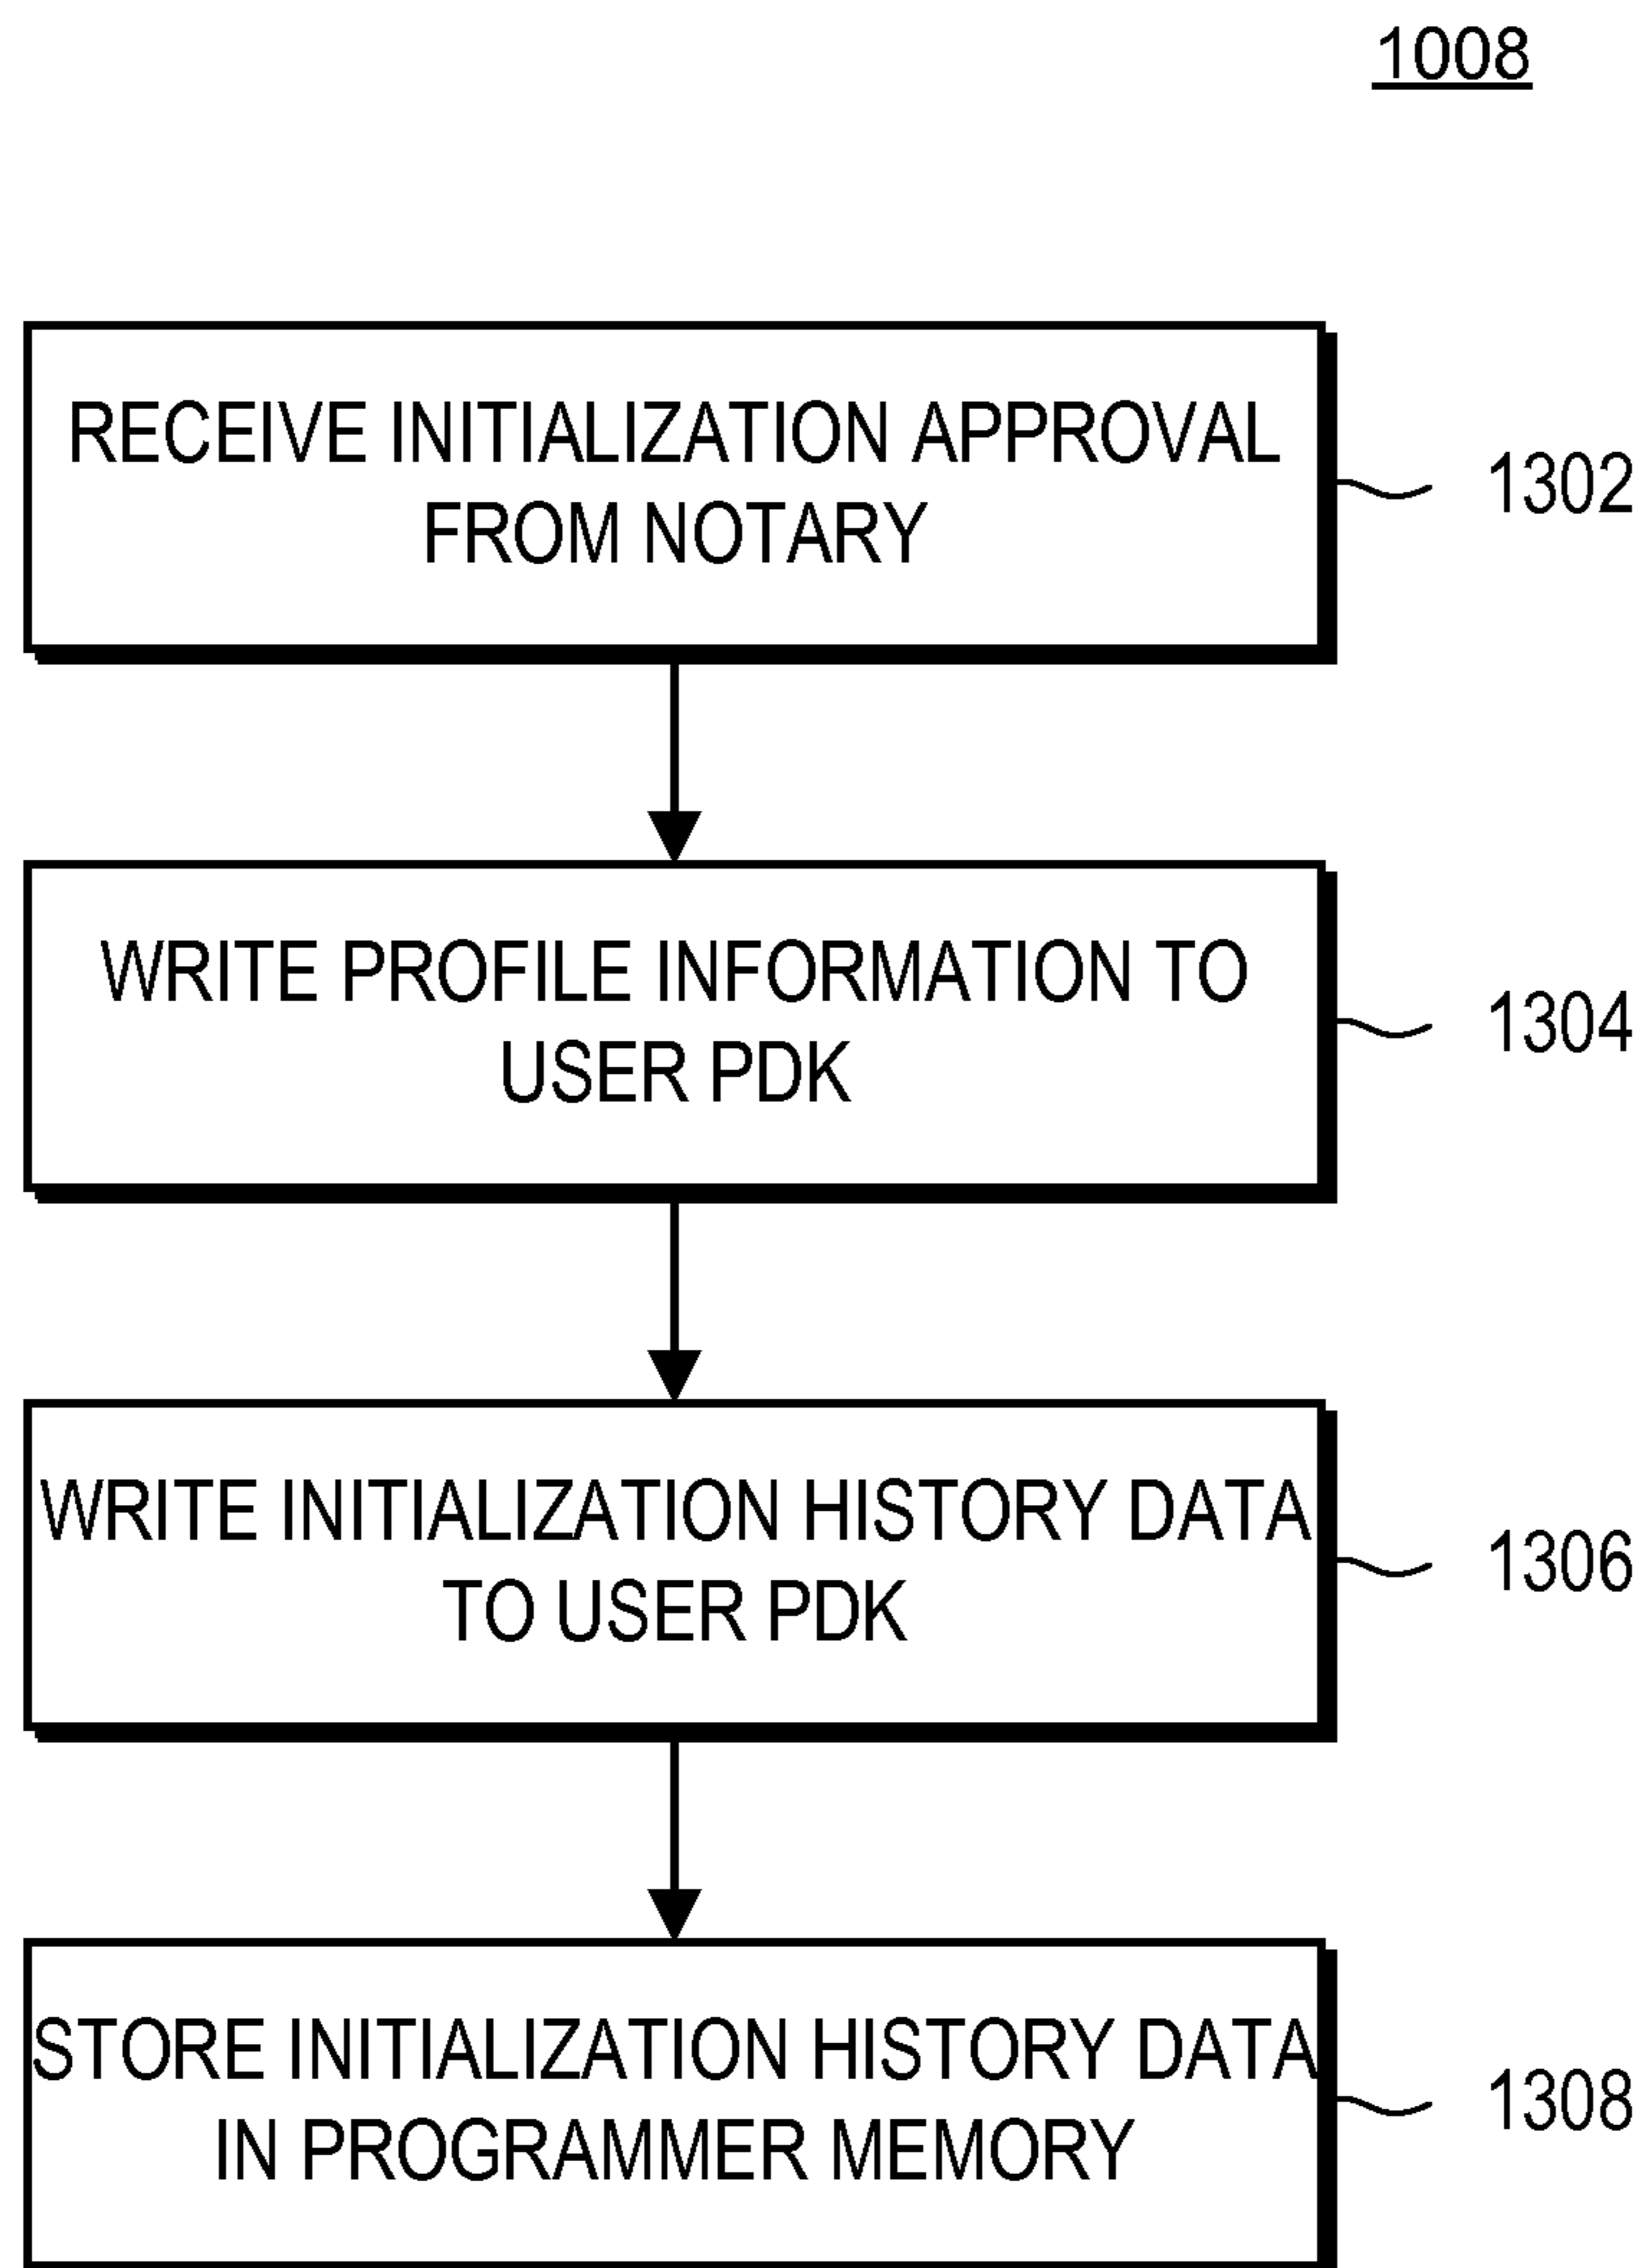 1008
RECEIVE INITIALIZATION APPROVAL
FROM NOTARY
1302
WRITE PROFILE INFORMATION TO
USER PDK
1304
WRITE INITIALIZATION HISTORY DATA
TO USER PDK
1306
STORE INITIALIZATION HISTORY DATA
IN PROGRAMMER MEMORY
1308